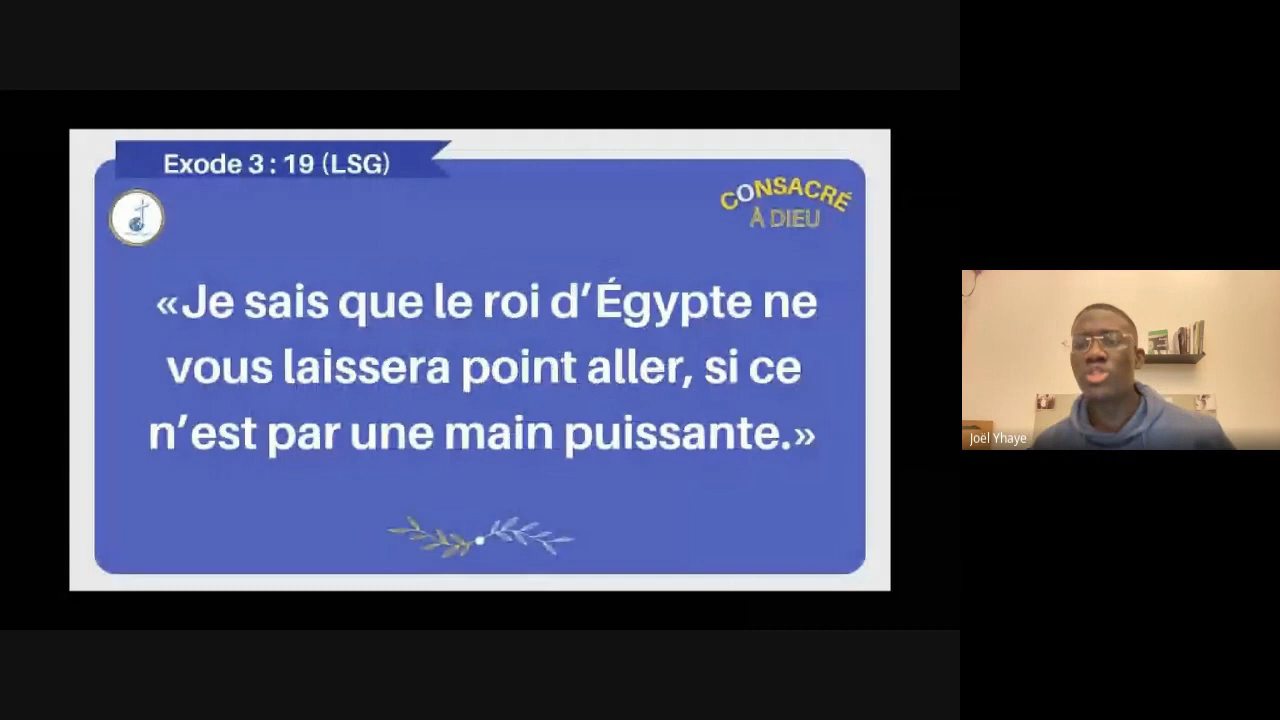 Exode 3 : 19 (LSG)
CONSACRÉ
À DIEU
«Je sais que le roi d’Égypte ne
vous laissera point aller, si ce
n’est par une main puissante.»
Joël Yhaye